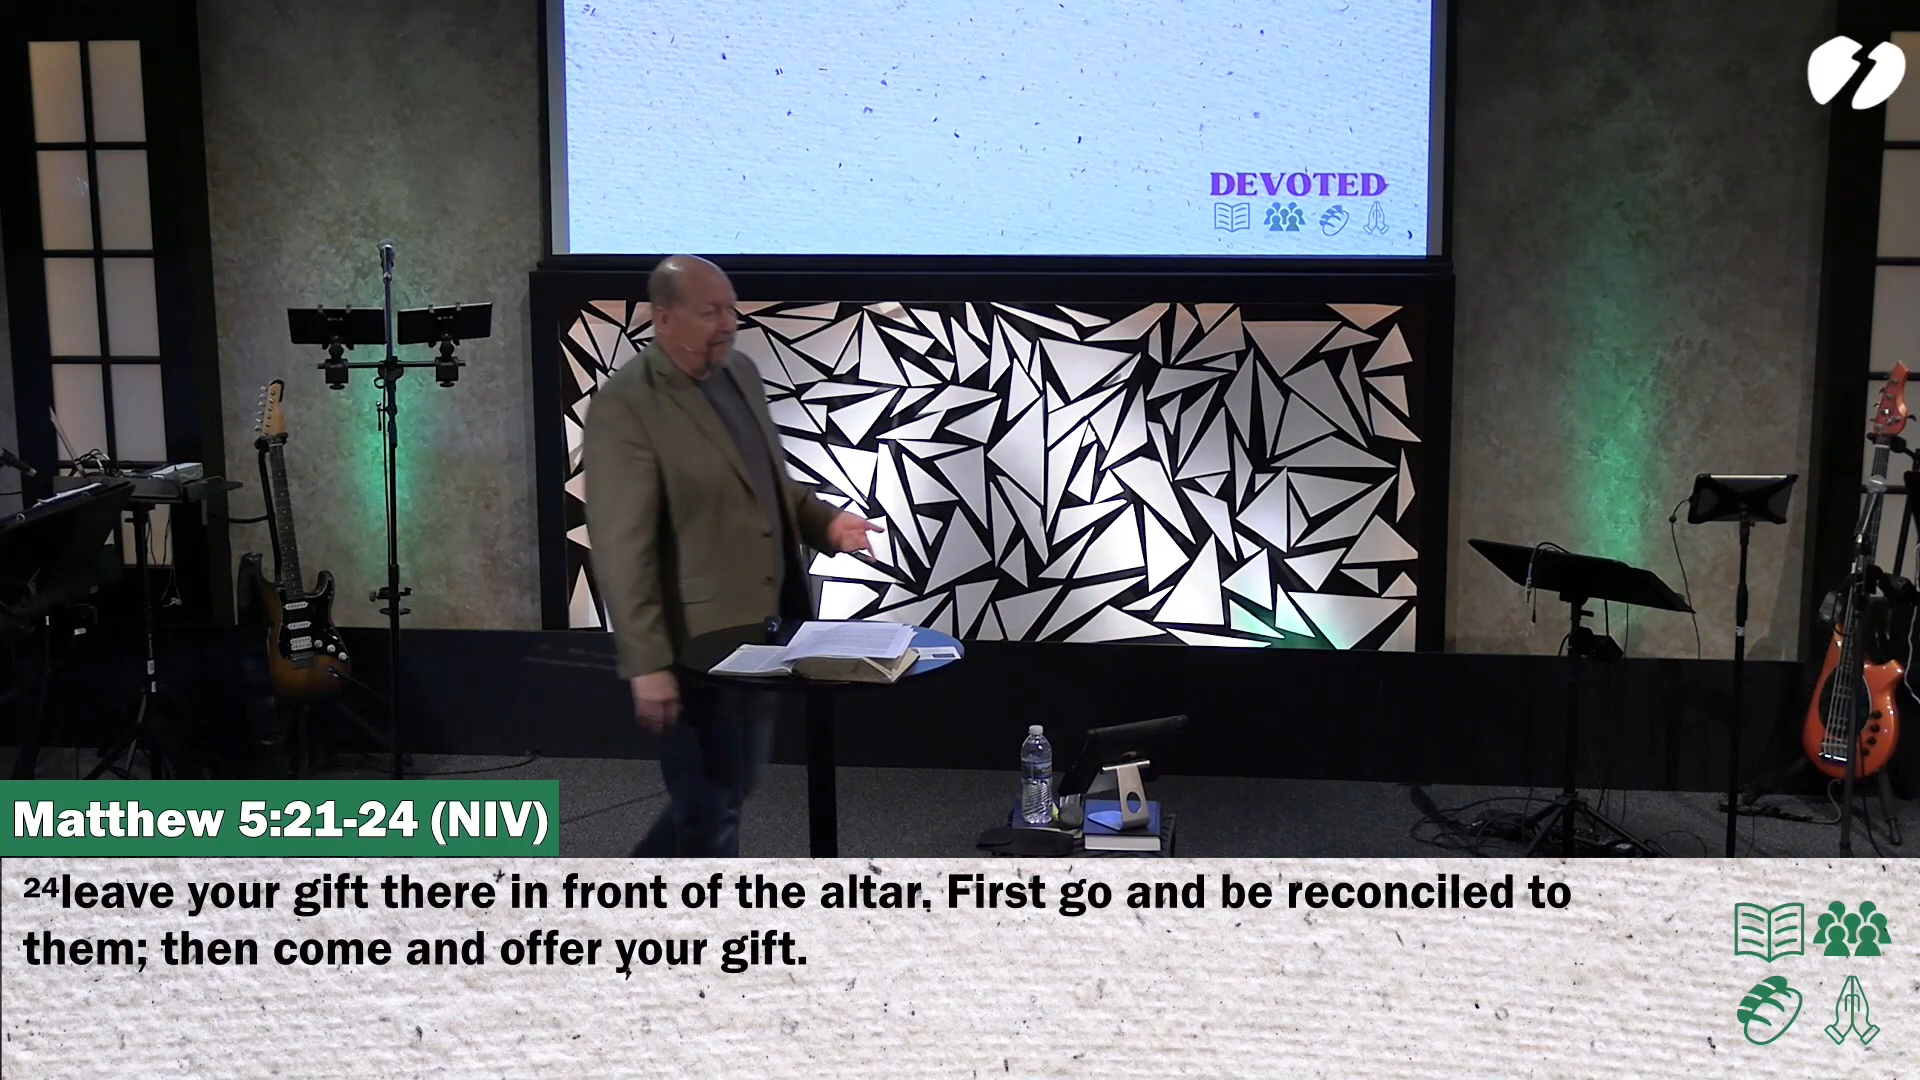 DEVOTED
Matthew 5:21-24 (NIV)
²⁴leave your gift there in front of the altar. First go and be reconciled to
them; then come and offer your gift.